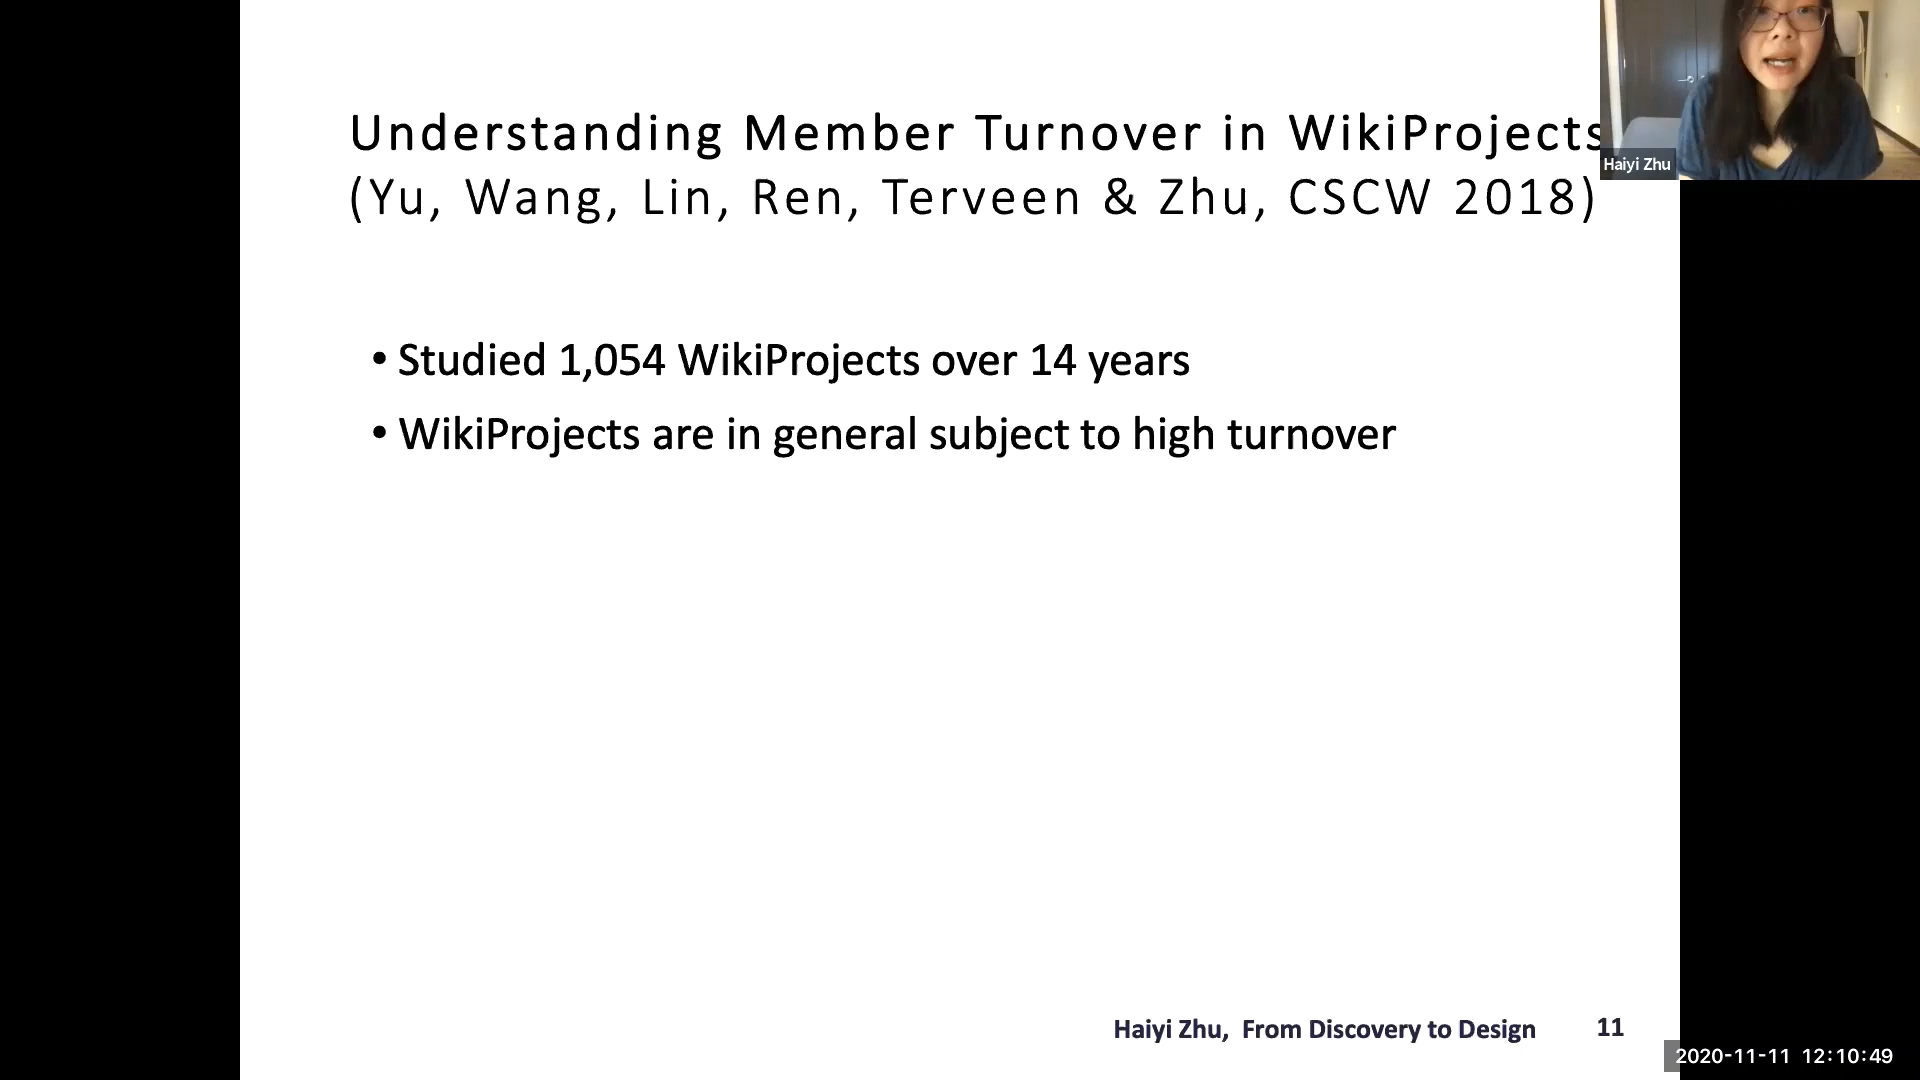 Understanding Member Turnover in WikiProjects
(Yu, Wang, Lin, Ren, Terveen & Zhu, CSCW 2018)
Haiyi Zhu
• Studied 1,054 WikiProjects over 14 years
• WikiProjects are in general subject to high turnover
Haiyi Zhu, From Discovery to Design 11
2020-11-11 12:10:49